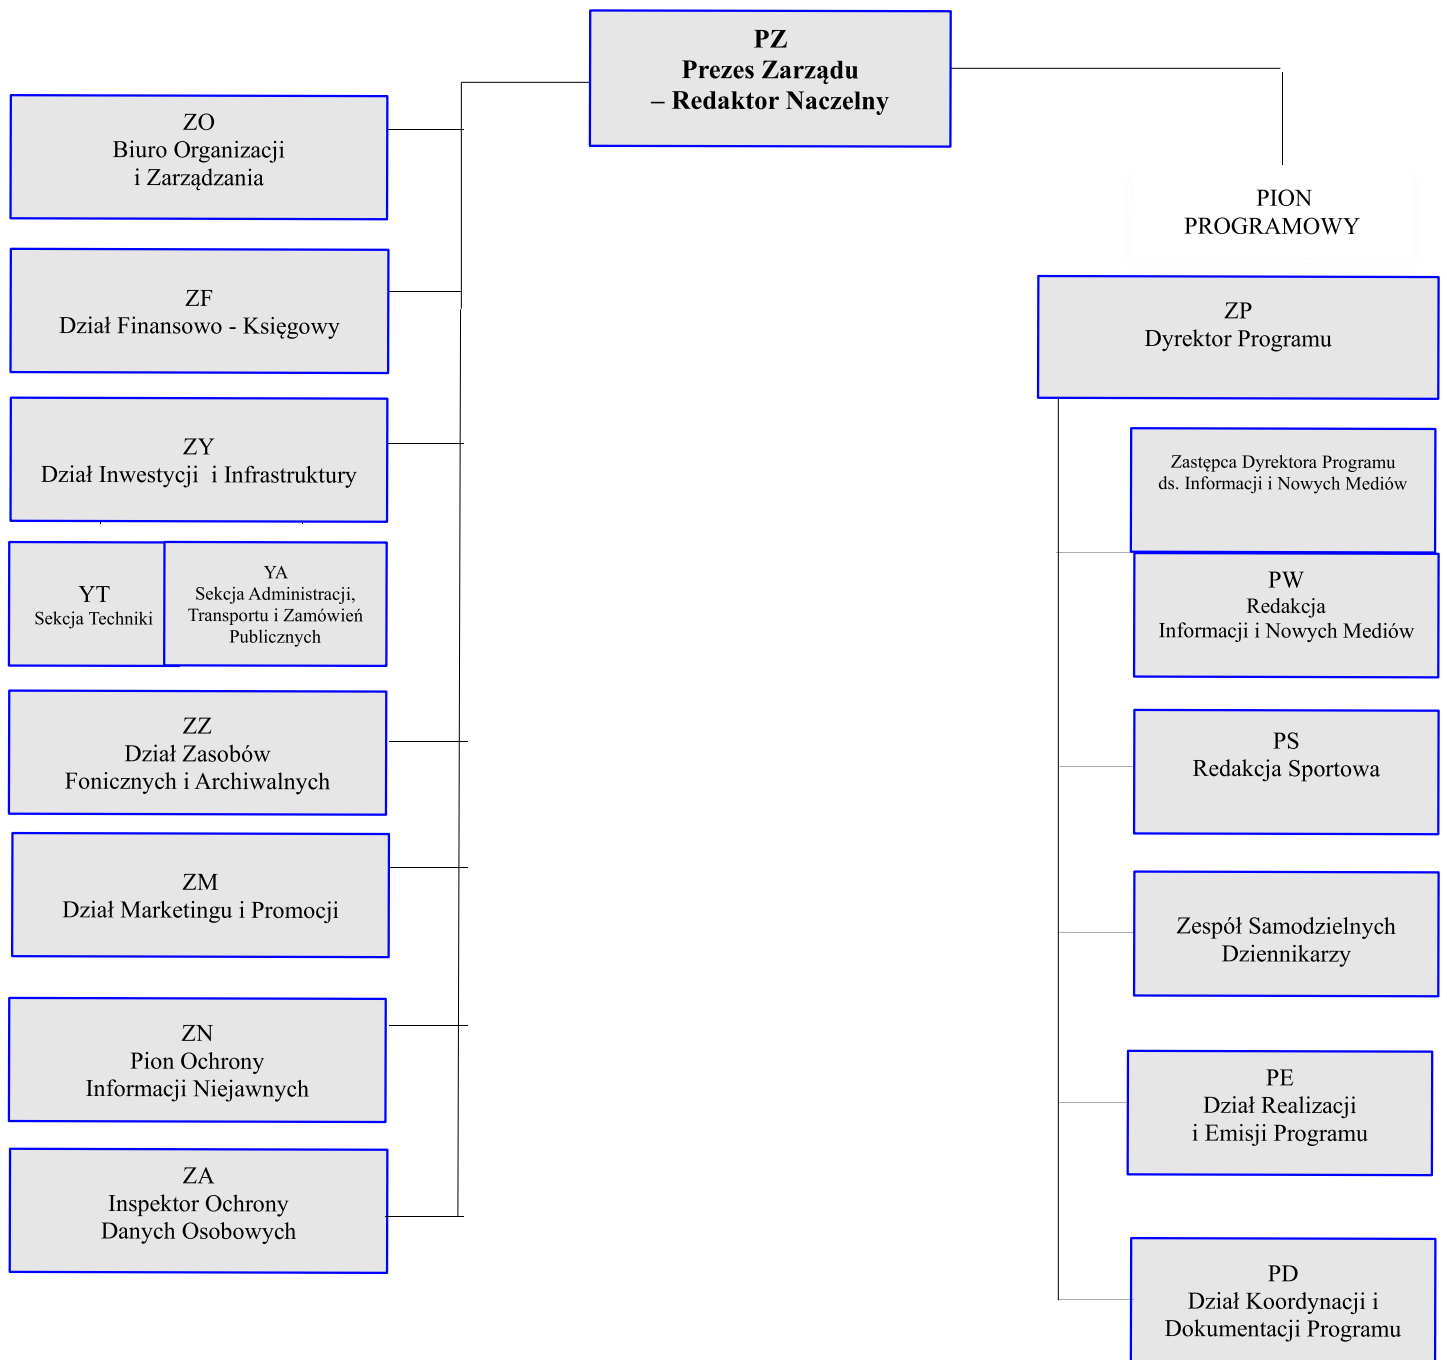 PZ
Prezes Zarządu
– Redaktor Naczelny
ZO
Biuro Organizacji
i Zarządzania
ZF
Dział Finansowo - Księgowy
ZY
Dział Inwestycji  i Infrastruktury
YT
Sekcja Techniki
YA
Sekcja Administracji,
Transportu i Zamówień
Publicznych
ZZ
Dział Zasobów
Fonicznych i Archiwalnych
ZM
Dział Marketingu i Promocji
ZN
Pion Ochrony
Informacji Niejawnych
ZA
Inspektor Ochrony
Danych Osobowych
PION
PROGRAMOWY
ZP
Dyrektor Programu
Zastępca Dyrektora Programu
ds. Informacji i Nowych Mediów
PW
Redakcja
Informacji i Nowych Mediów
PS
Redakcja Sportowa
Zespół Samodzielnych
Dziennikarzy
PE
Dział Realizacji
i Emisji Programu
PD
Dział Koordynacji i
Dokumentacji Programu